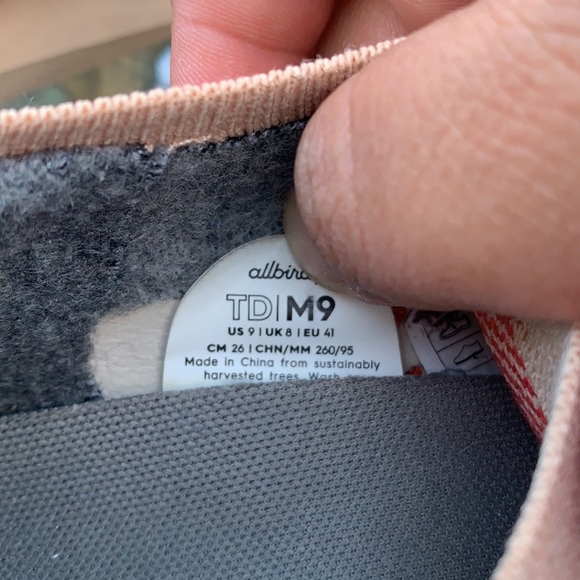 allbirds
TD|M9
US 9 | UK 8 | EU 41
CM 26 | CHN/MM 260/95
Made in China from sustainably
harvested trees. Wash